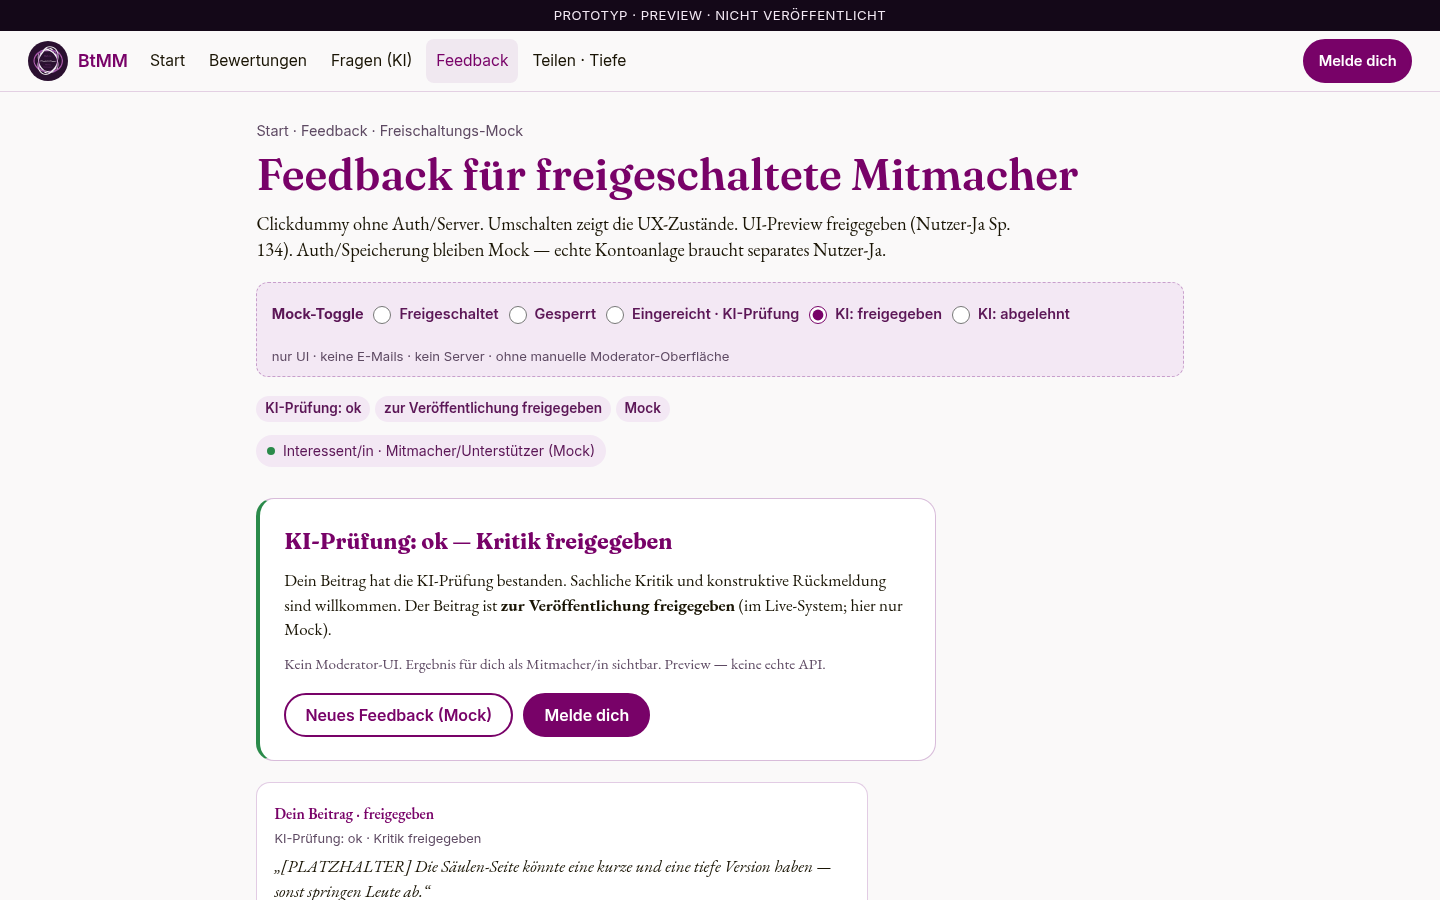 PROTOTYP · PREVIEW · NICHT VERÖFFENTLICHT
BtMM Start Bewertungen Fragen (KI) Feedback Teilen · Tiefe Melde dich
Start · Feedback · Freischaltungs-Mock
Feedback für freigeschaltete Mitmacher
Clickdummy ohne Auth/Server. Umschalten zeigt die UX-Zustände. UI-Preview freigegeben (Nutzer-Ja Sp.
134). Auth/Speicherung bleiben Mock — echte Kontoanlage braucht separates Nutzer-Ja.
Mock-Toggle Freigeschaltet Gesperrt Eingereicht · KI-Prüfung KI: freigegeben KI: abgelehnt
nur UI · keine E-Mails · kein Server · ohne manuelle Moderator-Oberfläche
KI-Prüfung: ok zur Veröffentlichung freigegeben Mock
Interessent/in · Mitmacher/Unterstützer (Mock)
KI-Prüfung: ok — Kritik freigegeben
Dein Beitrag hat die KI-Prüfung bestanden. Sachliche Kritik und konstruktive Rückmeldung
sind willkommen. Der Beitrag ist zur Veröffentlichung freigegeben (im Live-System; hier nur
Mock).
Kein Moderator-UI. Ergebnis für dich als Mitmacher/in sichtbar. Preview — keine echte API.
Neues Feedback (Mock) Melde dich
Dein Beitrag · freigegeben
KI-Prüfung: ok · Kritik freigegeben
„[PLATZHALTER] Die Säulen-Seite könnte eine kurze und eine tiefe Version haben —
sonst springen Leute ab.“